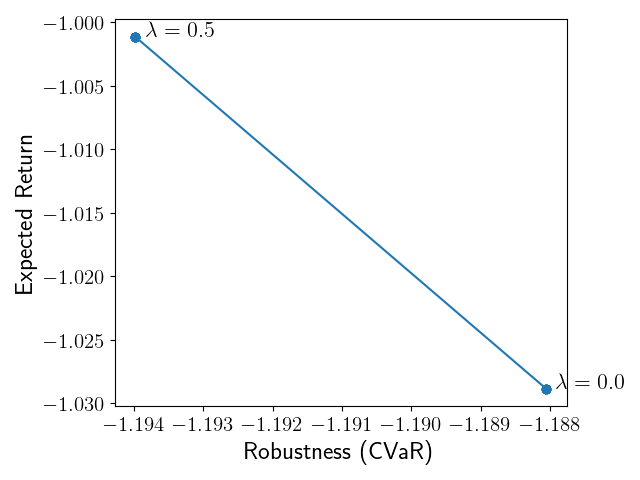 −1.000
λ = 0.5
−1.005
−1.010
−1.015
−1.020
−1.025
−1.030
λ = 0.0
Expected Return
−1.194 −1.193 −1.192 −1.191 −1.190 −1.189 −1.188
Robustness (CVaR)